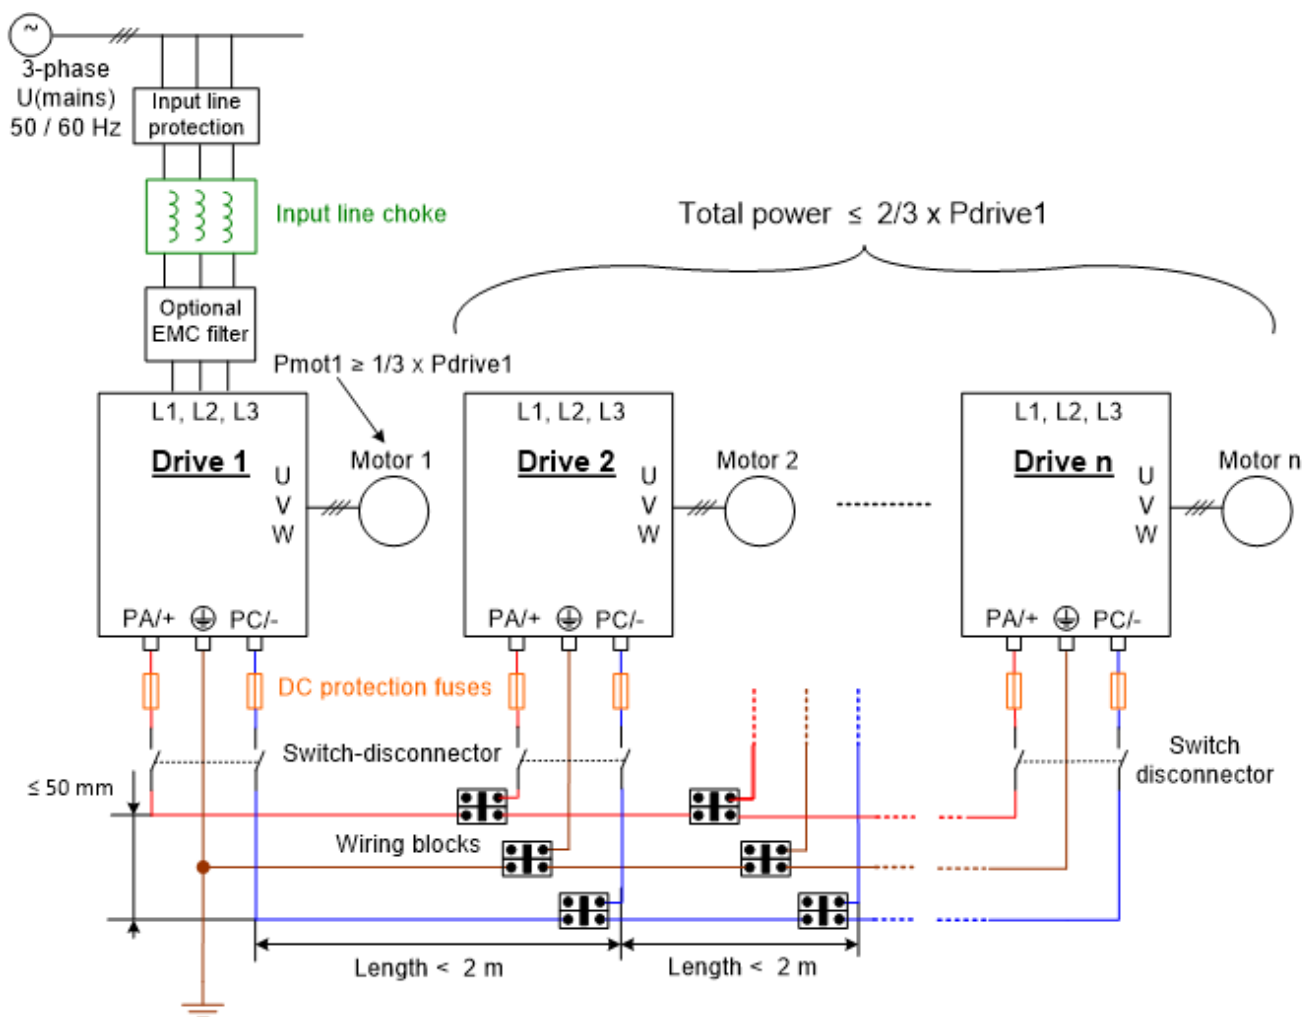 ~
3-phase
U(mains)
50 / 60 Hz
Input line
protection
Input line choke
Total power ≤ 2/3 x Pdrive1
Optional
EMC filter
Pmot1 ≥ 1/3 x Pdrive1
L1, L2, L3
Drive 1
U
V
W
Motor 1
PA/+
PC/-
L1, L2, L3
Drive 2
U
V
W
Motor 2
PA/+
PC/-
L1, L2, L3
Drive n
U
V
W
Motor n
PA/+
PC/-
DC protection fuses
Switch-disconnector
Switch
disconnector
≤ 50 mm
Wiring blocks
Length < 2 m
Length < 2 m